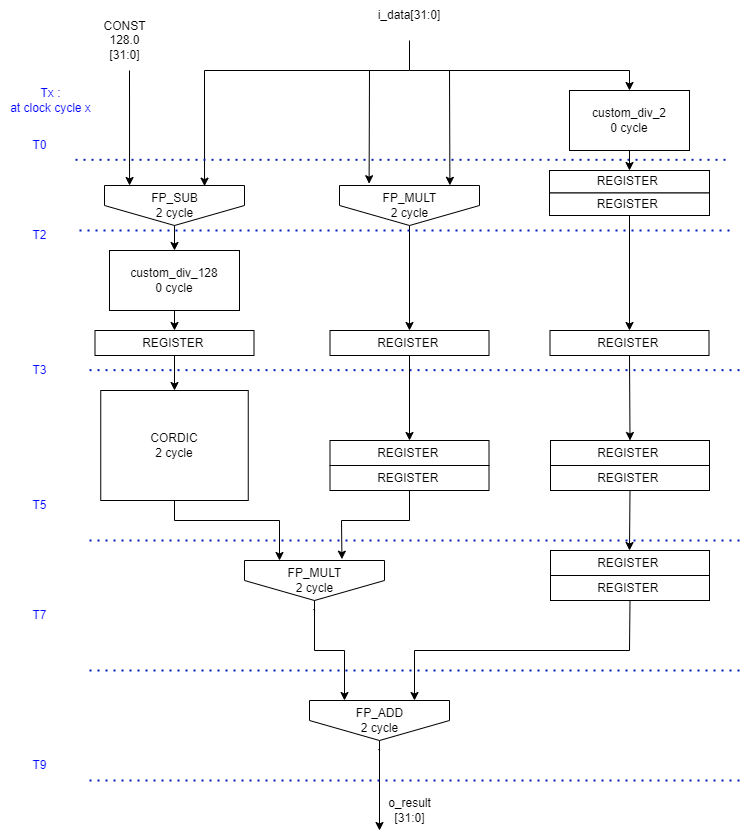 i_data[31:0]
CONST
128.0
[31:0]
Tx :
at clock cycle x
custom_div_2
0 cycle
T0
REGISTER
REGISTER
FP_SUB
2 cycle
FP_MULT
2 cycle
T2
custom_div_128
0 cycle
REGISTER
REGISTER
REGISTER
T3
CORDIC
2 cycle
REGISTER
REGISTER
REGISTER
REGISTER
T5
FP_MULT
2 cycle
REGISTER
REGISTER
T7
FP_ADD
2 cycle
T9
o_result
[31:0]